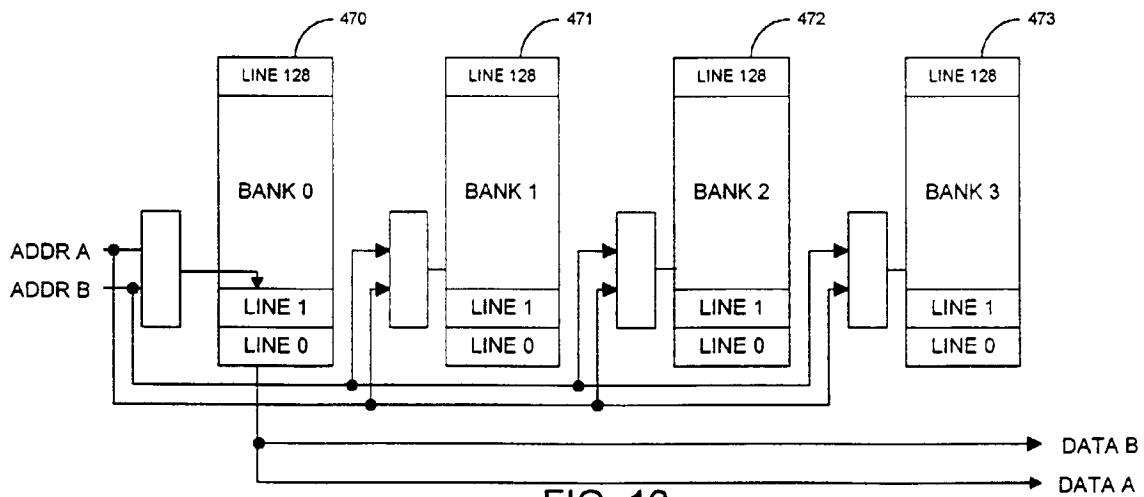 470
471
472
473
LINE 128
LINE 128
LINE 128
LINE 128
BANK 0
BANK 1
BANK 2
BANK 3
ADDR A
ADDR B
LINE 1
LINE 1
LINE 1
LINE 1
LINE 0
LINE 0
LINE 0
LINE 0
DATA B
DATA A